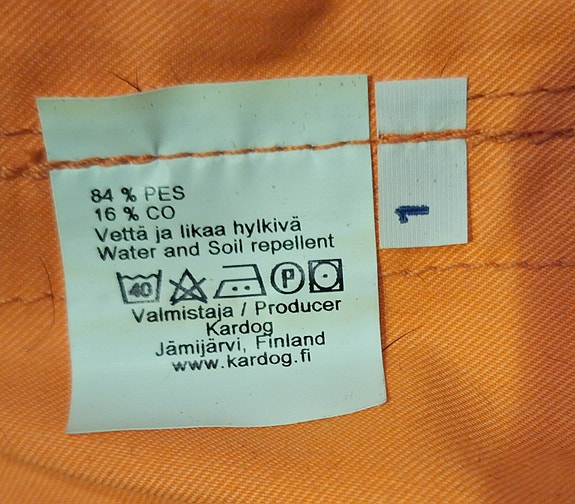 84 % PES
16 % CO
Vettä ja likaa hylkivä
Water and Soil repellent
40 P
Valmistaja / Producer
Kardog
Jämijärvi, Finland
www.kardog.fi
1